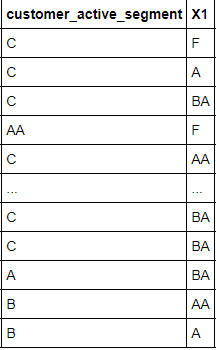 customer_active_segment X1
C F
C A
C BA
AA F
C AA
... ...
C BA
C BA
A BA
B AA
B A